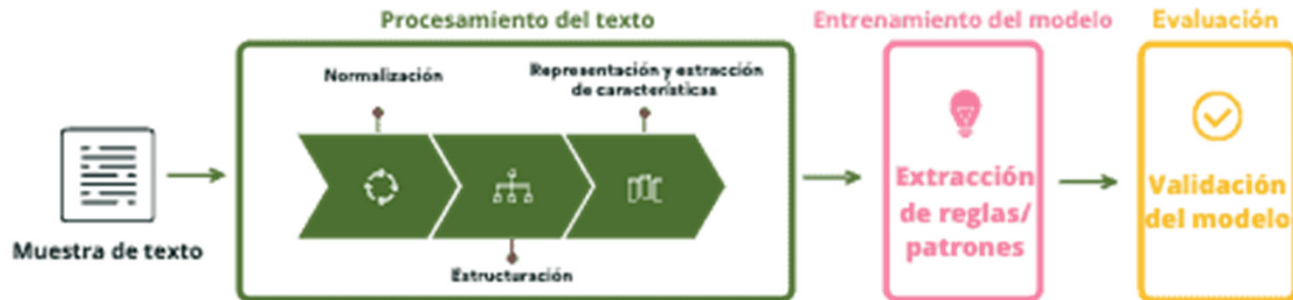 Procesamiento del texto
Entrenamiento del modelo
Evaluación
Normalización
Representación y extracción
de características
Muestra de texto
Estructuración
Extracción
de reglas/
patrones
Validación
del modelo